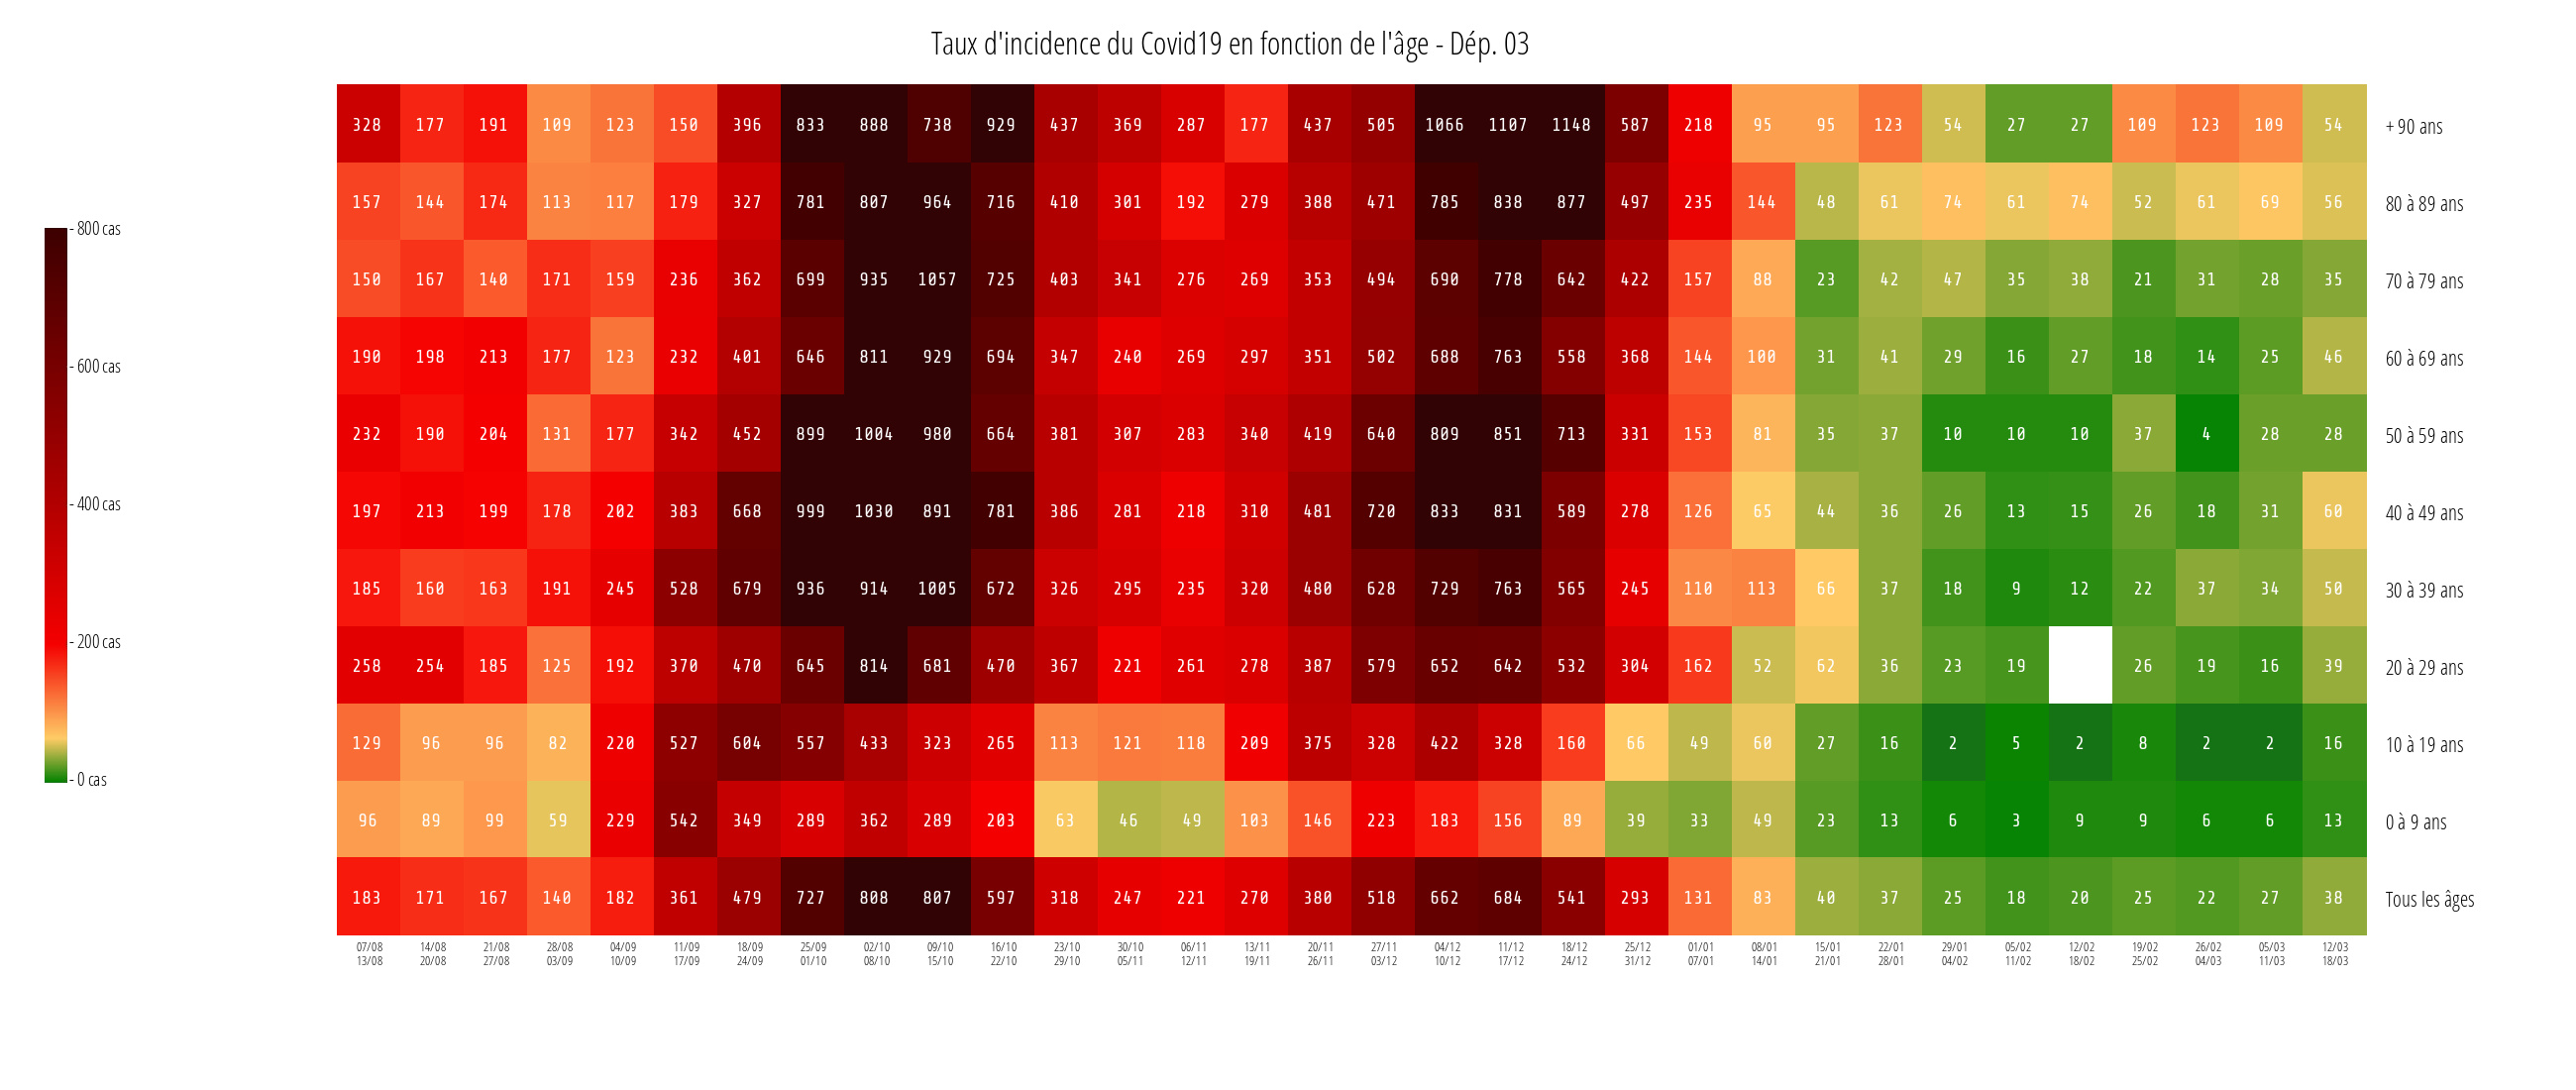 Taux d'incidence du Covid19 en fonction de l'âge - Dép. 03
328 177 191 109 123 150 396 833 888 738 929 437 369 287 177 437 505 1066 1107 1148 587 218 95 95 123 54 27 27 109 123 109 54 + 90 ans
157 144 174 113 117 179 327 781 807 964 716 410 301 192 279 388 471 785 838 877 497 235 144 48 61 74 61 74 52 61 69 56 80 à 89 ans
150 167 140 171 159 236 362 699 935 1057 725 403 341 276 269 353 494 690 778 642 422 157 88 23 42 47 35 38 21 31 28 35 70 à 79 ans
190 198 213 177 123 232 401 646 811 929 694 347 240 269 297 351 502 688 763 558 368 144 100 31 41 29 16 27 18 14 25 46 60 à 69 ans
232 190 204 131 177 342 452 899 1004 980 664 381 307 283 340 419 640 809 851 713 331 153 81 35 37 10 10 10 37 4 28 28 50 à 59 ans
197 213 199 178 202 383 668 999 1030 891 781 386 281 218 310 481 720 833 831 589 278 126 65 44 36 26 13 15 26 18 31 60 40 à 49 ans
185 160 163 191 245 528 679 936 914 1005 672 326 295 235 320 480 628 729 763 565 245 110 113 66 37 18 9 12 22 37 34 50 30 à 39 ans
258 254 185 125 192 370 470 645 814 681 470 367 221 261 278 387 579 652 642 532 304 162 52 62 36 23 19 26 19 16 39 20 à 29 ans
129 96 96 82 220 527 604 557 433 323 265 113 121 118 209 375 328 422 328 160 66 49 60 27 16 2 5 2 8 2 2 16 10 à 19 ans
96 89 99 59 229 542 349 289 362 289 203 63 46 49 103 146 223 183 156 89 39 33 49 23 13 6 3 9 9 6 6 13 0 à 9 ans
183 171 167 140 182 361 479 727 808 807 597 318 247 221 270 380 518 662 684 541 293 131 83 40 37 25 18 20 25 22 27 38 Tous les âges
07/08 14/08 21/08 28/08 04/09 11/09 18/09 25/09 02/10 09/10 16/10 23/10 30/10 06/11 13/11 20/11 27/11 04/12 11/12 18/12 25/12 01/01 08/01 15/01 22/01 29/01 05/02 12/02 19/02 26/02 05/03 12/03
13/08 20/08 27/08 03/09 10/09 17/09 24/09 01/10 08/10 15/10 22/10 29/10 05/11 12/11 19/11 26/11 03/12 10/12 17/12 24/12 31/12 07/01 14/01 21/01 28/01 04/02 11/02 18/02 25/02 04/03 11/03 18/03
- 800 cas
- 600 cas
- 400 cas
- 200 cas
- 0 cas